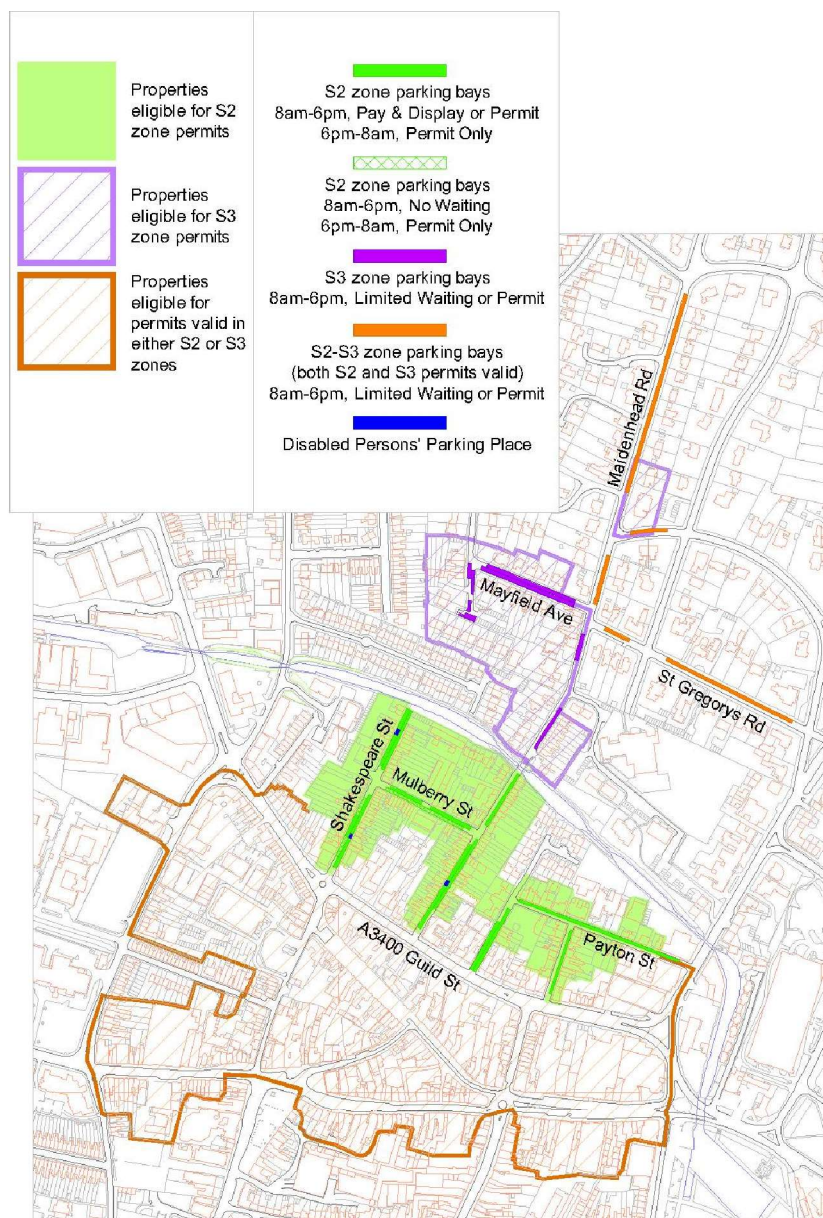 Properties
eligible for S2
zone permits
Properties
eligible for S3
zone permits
Properties
eligible for
permits valid in
either S2 or S3
zones
S2 zone parking bays
8am-6pm, Pay & Display or Permit
6pm-8am, Permit Only
S2 zone parking bays
8am-6pm, No Waiting
6pm-8am, Permit Only
S3 zone parking bays
8am-6pm, Limited Waiting or Permit
S2-S3 zone parking bays
(both S2 and S3 permits valid)
8am-6pm, Limited Waiting or Permit
Disabled Persons' Parking Place
Maidenhead Rd
Mayfield Ave
St Gregorys Rd
Shakespeare St
Mulberry St
A3400 Guild St
Payton St